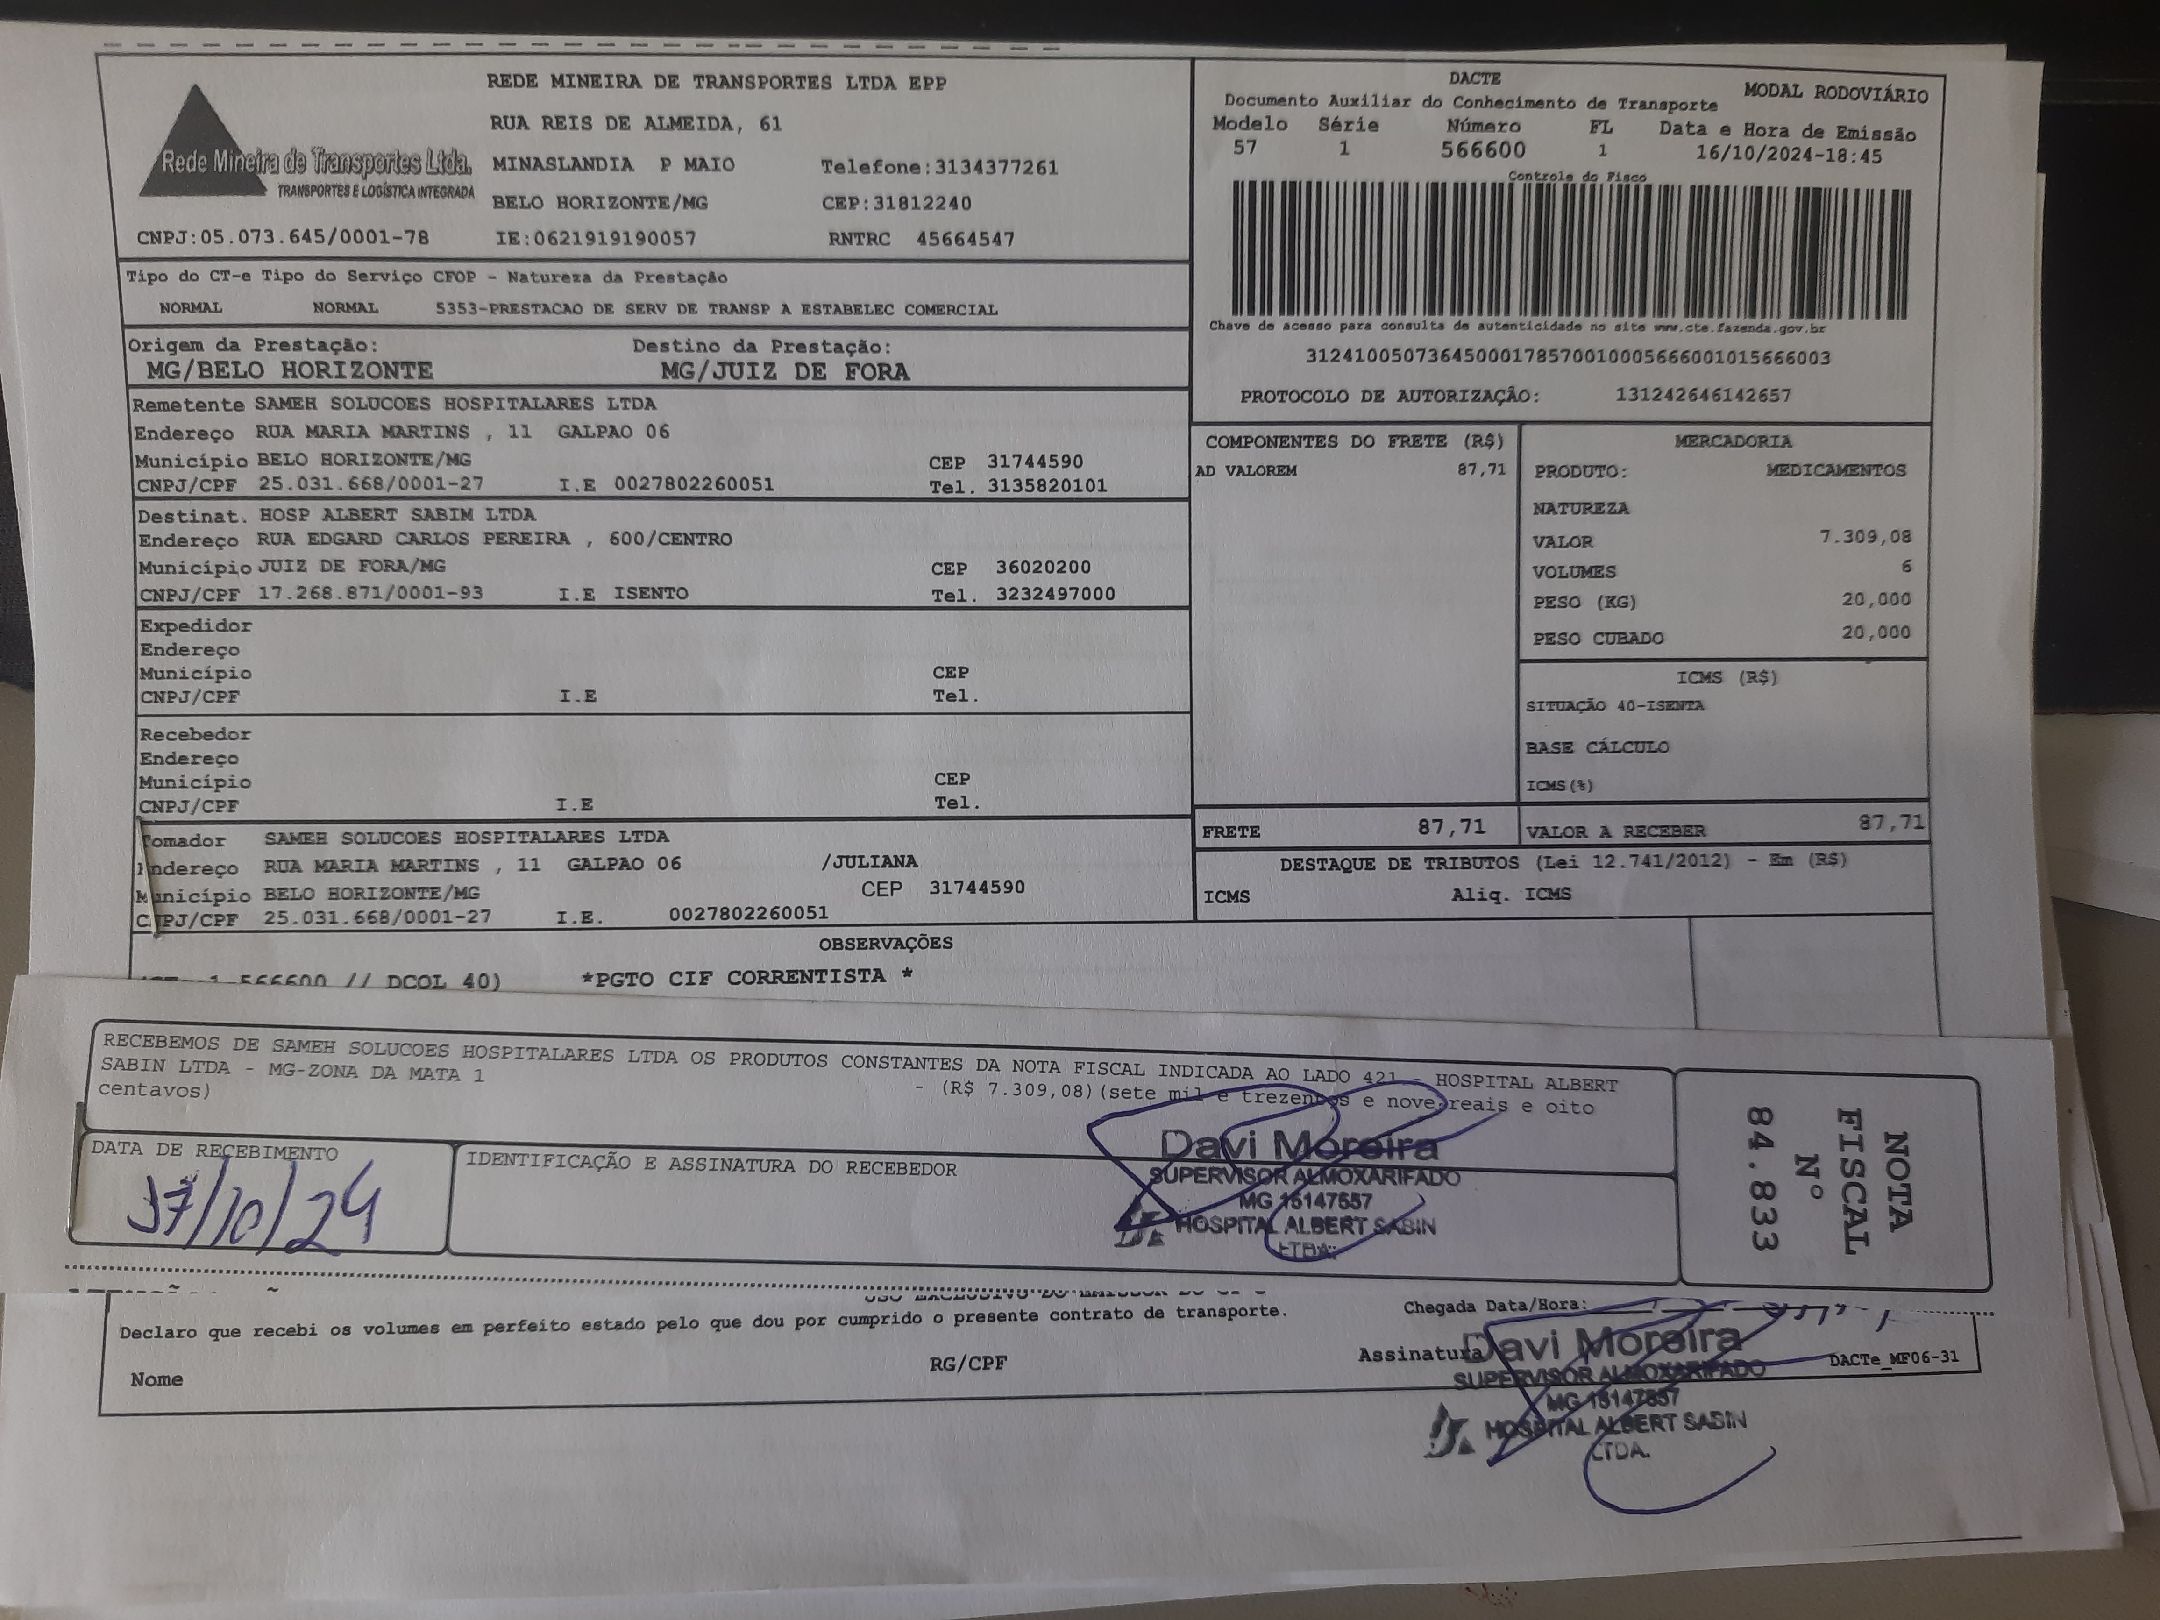 REDE MINEIRA DE TRANSPORTES LTDA EPP
RUA REIS DE ALMEIDA, 61
Rede Mineira de Transportes Ltda.
TRANSPORTES E LOGÍSTICA INTEGRADA
MINASLANDIA P MAIO Telefone:3134377261
BELO HORIZONTE/MG CEP:31812240
CNPJ:05.073.645/0001-78 IE:0621919190057 RNTRC 45664547
DACTE MODAL RODOVIÁRIO
Documento Auxiliar do Conhecimento de Transporte
Modelo Série Número FL Data e Hora de Emissão
57 1 566600 1 16/10/2024-18:45
Controle do Fisco
Chave de acesso para consulta de autenticidade no site www.cte.fazenda.gov.br
31241005073645000178570010005666001015666003
PROTOCOLO DE AUTORIZAÇÃO: 131242646142657
Tipo do CT-e Tipo do Serviço CFOP - Natureza da Prestação
NORMAL NORMAL 5353-PRESTACAO DE SERV DE TRANSP A ESTABELEC COMERCIAL
Origem da Prestação: Destino da Prestação:
MG/BELO HORIZONTE MG/JUIZ DE FORA
Remetente SAMEH SOLUCOES HOSPITALARES LTDA
Endereço RUA MARIA MARTINS , 11 GALPAO 06
Município BELO HORIZONTE/MG CEP 31744590
CNPJ/CPF 25.031.668/0001-27 I.E 0027802260051 Tel. 3135820101
Destinat. HOSP ALBERT SABIM LTDA
Endereço RUA EDGARD CARLOS PEREIRA , 600/CENTRO
Município JUIZ DE FORA/MG CEP 36020200
CNPJ/CPF 17.268.871/0001-93 I.E ISENTO Tel. 3232497000
Expedidor
Endereço
Município CEP
CNPJ/CPF I.E Tel.
Recebedor
Endereço
Município CEP
CNPJ/CPF I.E Tel.
Tomador SAMEH SOLUCOES HOSPITALARES LTDA
Endereço RUA MARIA MARTINS , 11 GALPAO 06 /JULIANA
Município BELO HORIZONTE/MG CEP 31744590
CNPJ/CPF 25.031.668/0001-27 I.E. 0027802260051
COMPONENTES DO FRETE (R$)
AD VALOREM 87,71
MERCADORIA
PRODUTO: MEDICAMENTOS
NATUREZA
VALOR 7.309,08
VOLUMES 6
PESO (KG) 20,000
PESO CUBADO 20,000
ICMS (R$)
SITUAÇÃO 40-ISENTA
BASE CÁLCULO
ICMS(%)
FRETE 87,71 VALOR A RECEBER 87,71
DESTAQUE DE TRIBUTOS (Lei 12.741/2012) - Em (R$)
ICMS Aliq. ICMS
OBSERVAÇÕES
1 566600 // DCOL 40) *PGTO CIF CORRENTISTA *
RECEBEMOS DE SAMEH SOLUCOES HOSPITALARES LTDA OS PRODUTOS CONSTANTES DA NOTA FISCAL INDICADA AO LADO 421 - HOSPITAL ALBERT
SABIN LTDA - MG-ZONA DA MATA 1 - (R$ 7.309,08)(sete mil e trezentos e nove reais e oito
centavos)
DATA DE RECEBIMENTO
17/10/24
IDENTIFICAÇÃO E ASSINATURA DO RECEBEDOR
Davi Moreira
SUPERVISOR ALMOXARIFADO
MG 15147657
HOSPITAL ALBERT SABIN
LTDA.
NOTA
FISCAL
Nº
84.833
Declaro que recebi os volumes em perfeito estado pelo que dou por cumprido o presente contrato de transporte.
Chegada Data/Hora:
Nome RG/CPF Assinatura
DACTe_MF06-31
Davi Moreira
SUPERVISOR ALMOXARIFADO
MG 15147657
HOSPITAL ALBERT SABIN
LTDA.